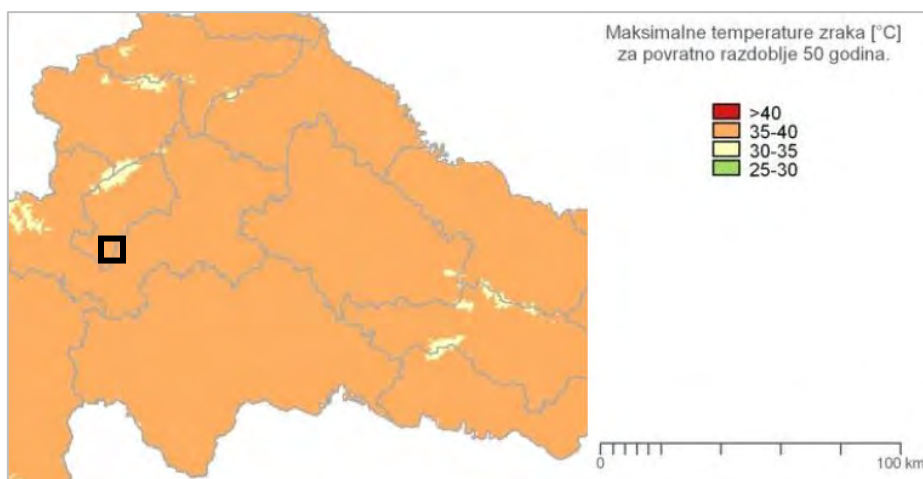 Maksimalne temperature zraka [°C]
za povratno razdoblje 50 godina.
>40
35-40
30-35
25-30
0 100 km